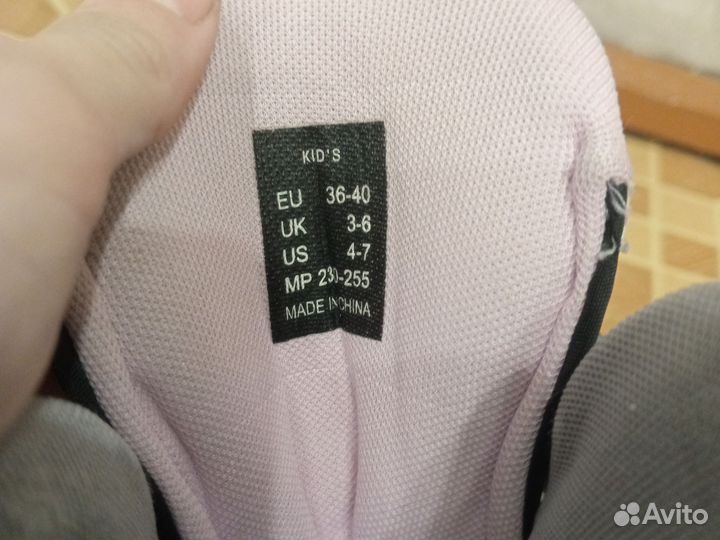 KID'S
EU 36-40
UK 3-6
US 4-7
MP 230-255
MADE IN CHINA
Avito